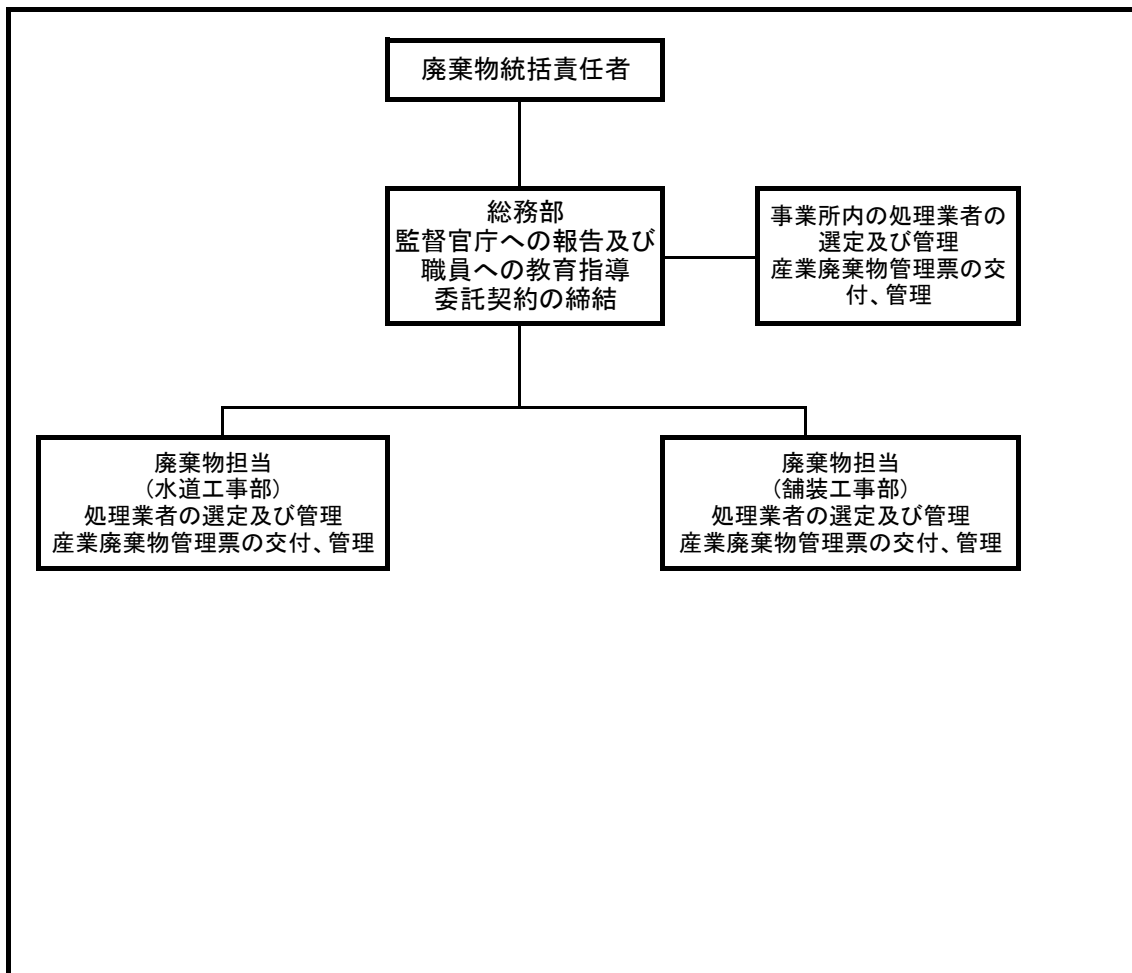 廃棄物統括責任者
総務部
監督官庁への報告及び
職員への教育指導
委託契約の締結
事業所内の処理業者の
選定及び管理
産業廃棄物管理票の交
付、管理
廃棄物担当
(水道工事部)
処理業者の選定及び管理
産業廃棄物管理票の交付、管理
廃棄物担当
(舗装工事部)
処理業者の選定及び管理
産業廃棄物管理票の交付、管理